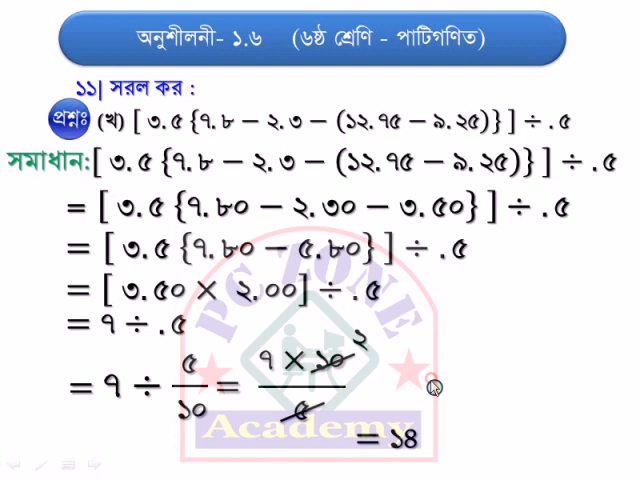 অনুশীলনী- ১.৬ (৬ষ্ঠ শ্রেণি - পাটিগণিত)
১১| সরল কর :
প্রশ্নঃ (খ) [ ৩.৫ {৭.৮ − ২.৩ − (১২.৭৫ − ৯.২৫)} ] ÷ .৫
সমাধান:[ ৩.৫ {৭.৮ − ২.৩ − (১২.৭৫ − ৯.২৫)} ] ÷ .৫
= [ ৩.৫ {৭.৮০ − ২.৩০ − ৩.৫০} ] ÷ .৫
= [ ৩.৫ {৭.৮০ − ৫.৮০} ] ÷ .৫
= [ ৩.৫০ × ২.০০] ÷ .৫
= ৭ ÷ .৫
= ৭ ÷ ৫/১০ = ৭ × ১০/৫ ২
= ১৪
PC ZONE
Academy